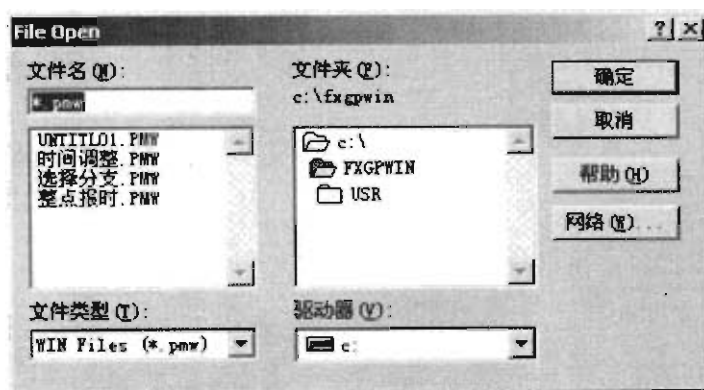 File Open
文件名(N):
*.pmw
UNTITL01.PMW
时间调整.PMW
选择分支.PMW
整点报时.PMW
文件类型(T):
WIN Files (*.pmw)
文件夹(F):
c:\fxgpwin
c:\
FXGPWIN
USR
驱动器(V):
c:
确定
取消
帮助(H)
网络(W)...